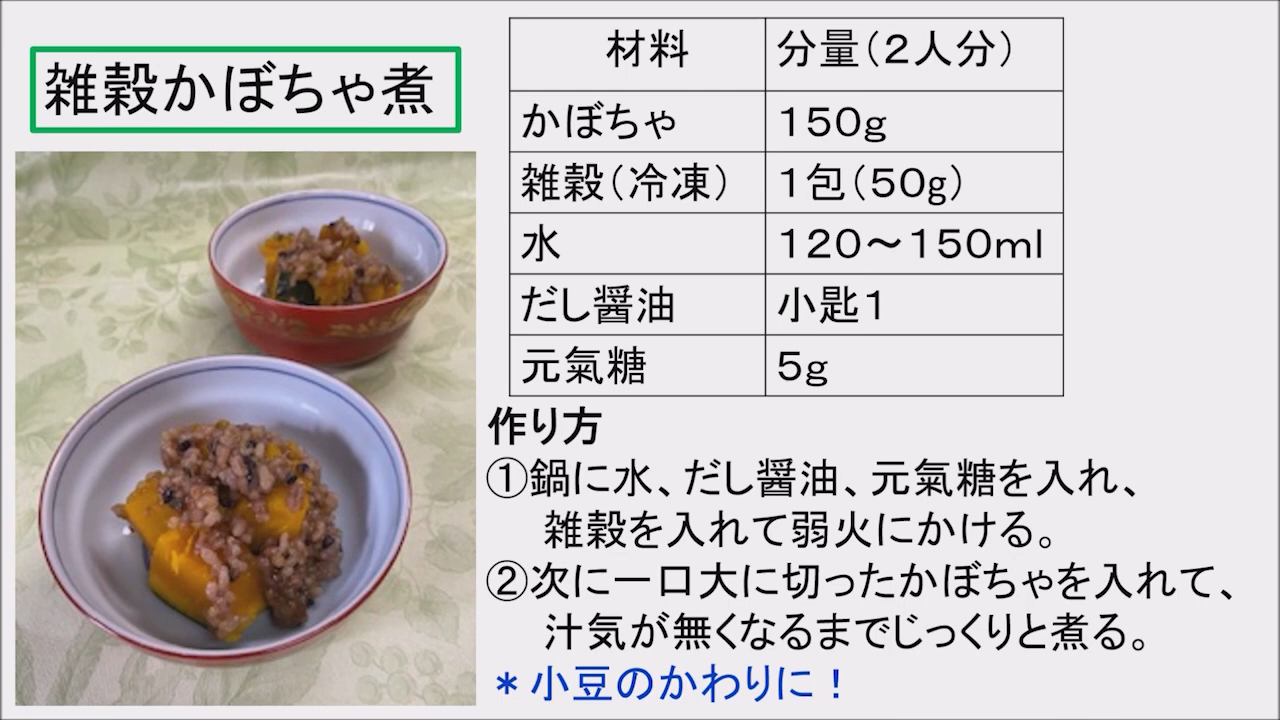 雑穀かぼちゃ煮
材料 分量（２人分）
かぼちゃ １５０ｇ
雑穀（冷凍） １包（５０ｇ）
水 １２０～１５０ｍｌ
だし醤油 小匙１
元氣糖 ５ｇ
作り方
①鍋に水、だし醤油、元氣糖を入れ、
雑穀を入れて弱火にかける。
②次に一口大に切ったかぼちゃを入れて、
汁気が無くなるまでじっくりと煮る。
＊小豆のかわりに！